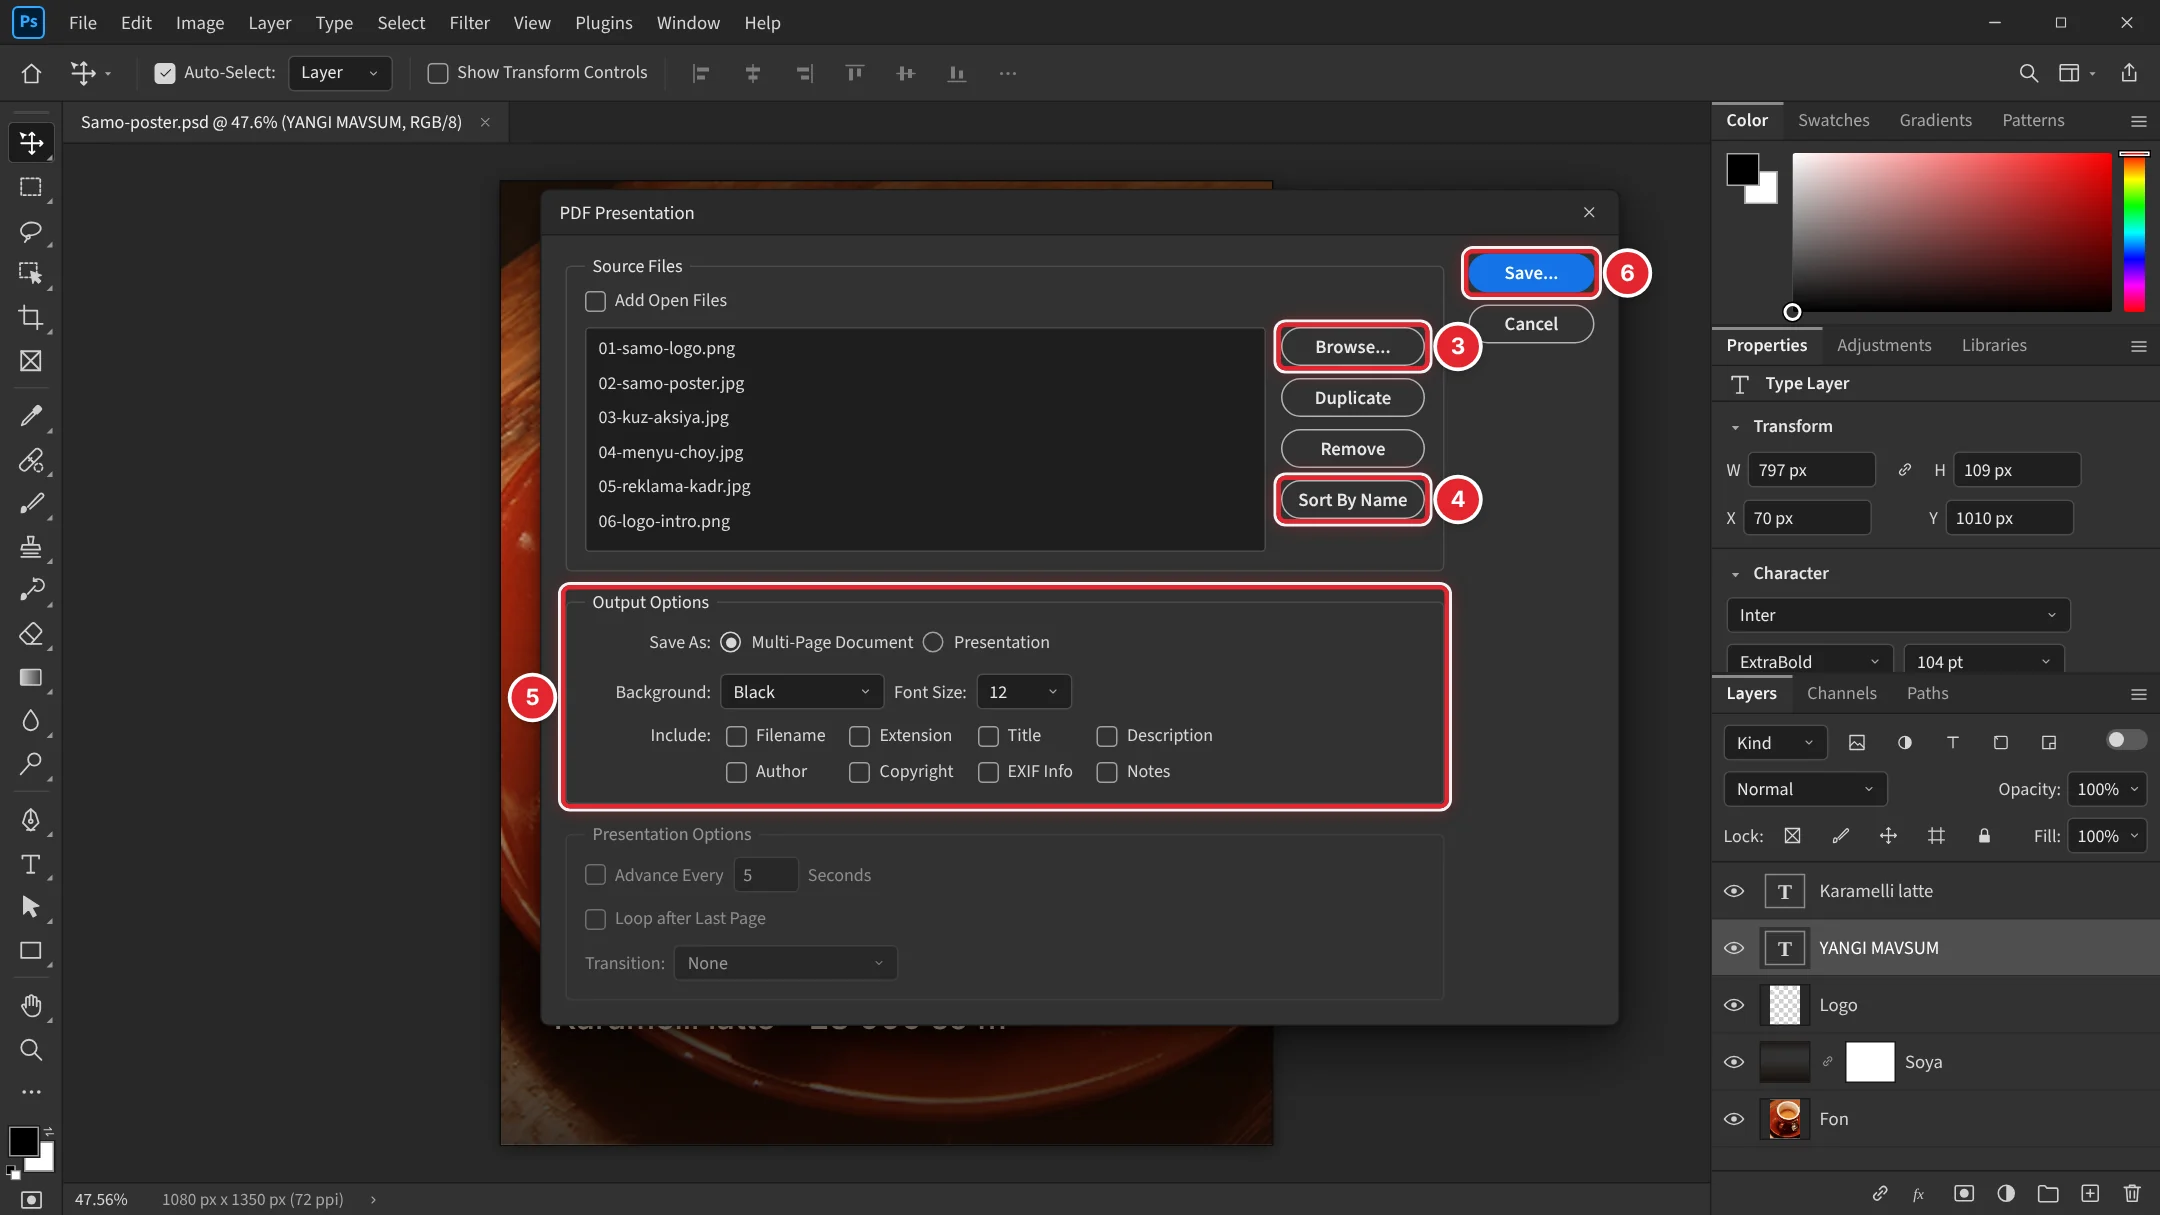 Ps File Edit Image Layer Type Select Filter View Plugins Window Help
Auto-Select: Layer Show Transform Controls
Samo-poster.psd @ 47.6% (YANGI MAVSUM, RGB/8)
PDF Presentation
Source Files
Add Open Files
01-samo-logo.png
02-samo-poster.jpg
03-kuz-aksiya.jpg
04-menyu-choy.jpg
05-reklama-kadr.jpg
06-logo-intro.png
Browse... 3
Duplicate
Remove
Sort By Name 4
Save... 6
Cancel
5
Output Options
Save As: Multi-Page Document Presentation
Background: Black Font Size: 12
Include: Filename Extension Title Description
Author Copyright EXIF Info Notes
Presentation Options
Advance Every 5 Seconds
Loop after Last Page
Transition: None
47.56% 1080 px x 1350 px (72 ppi)
Color Swatches Gradients Patterns
Properties Adjustments Libraries
T Type Layer
Transform
W 797 px H 109 px
X 70 px Y 1010 px
Character
Inter
ExtraBold 104 pt
Layers Channels Paths
Kind
Normal Opacity: 100%
Lock: Fill: 100%
T Karamelli latte
T YANGI MAVSUM
Logo
Soya
Fon
fx